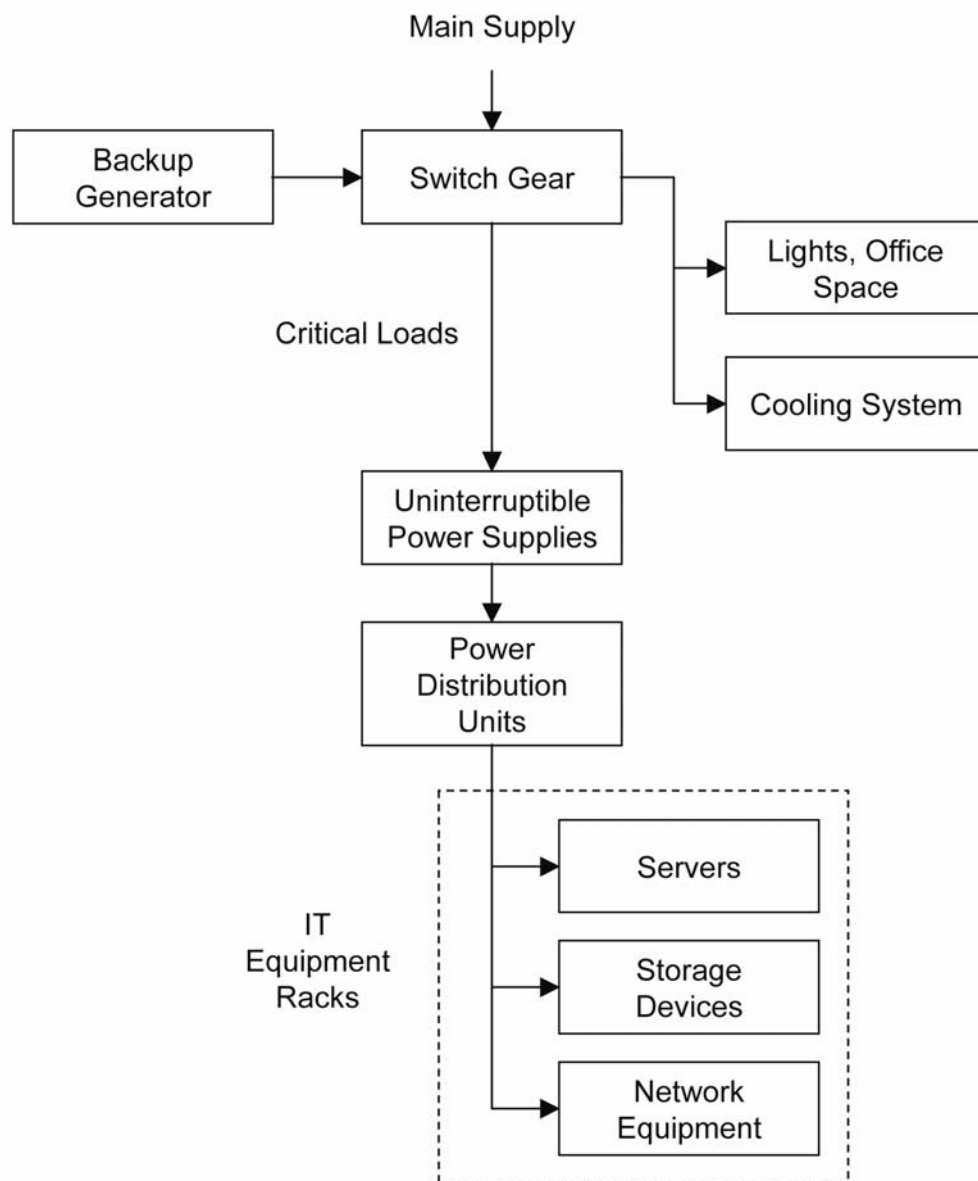 Main Supply
Backup
Generator
Switch Gear
Lights, Office
Space
Critical Loads
Cooling System
Uninterruptible
Power Supplies
Power
Distribution
Units
Servers
IT
Equipment
Racks
Storage
Devices
Network
Equipment